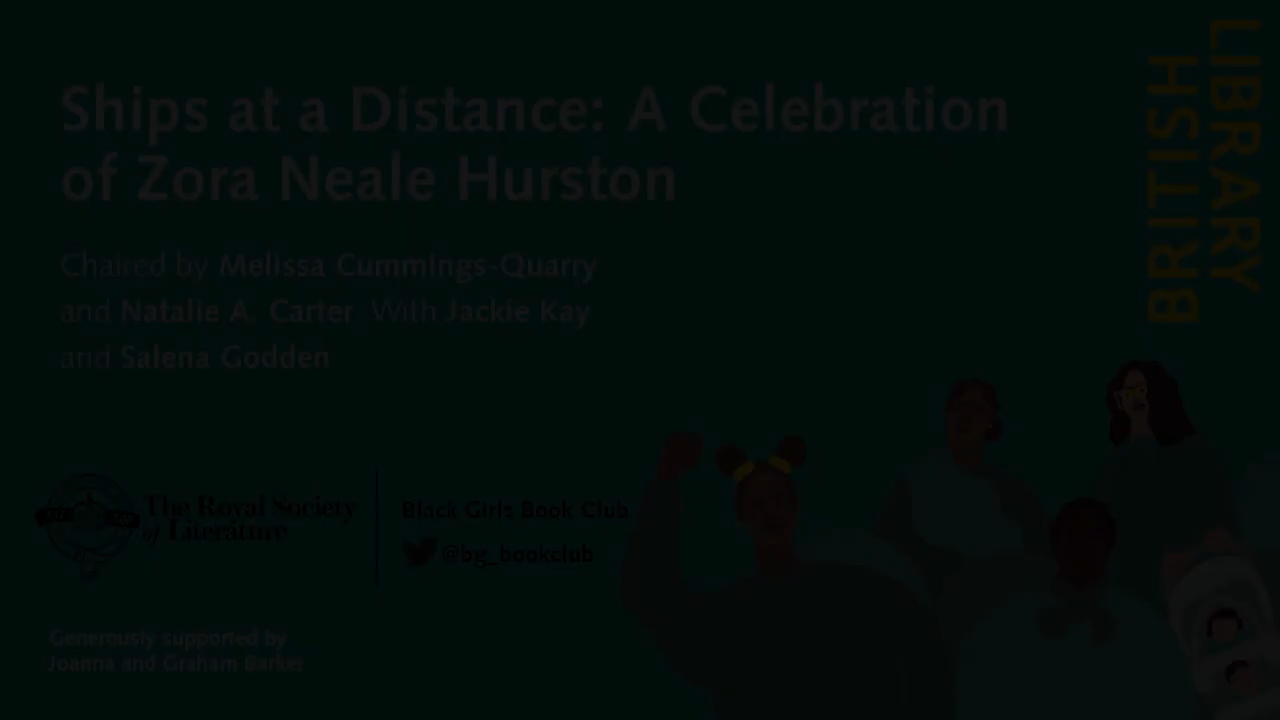 Ships at a Distance: A Celebration
of Zora Neale Hurston
Chaired by Melissa Cummings-Quarry
and Natalie A. Carter With Jackie Kay
and Salena Godden
The Royal Society
of Literature
Black Girls Book Club
@bg_bookclub
Generously supported by
Joanna and Graham Barker
BRITISH
LIBRARY